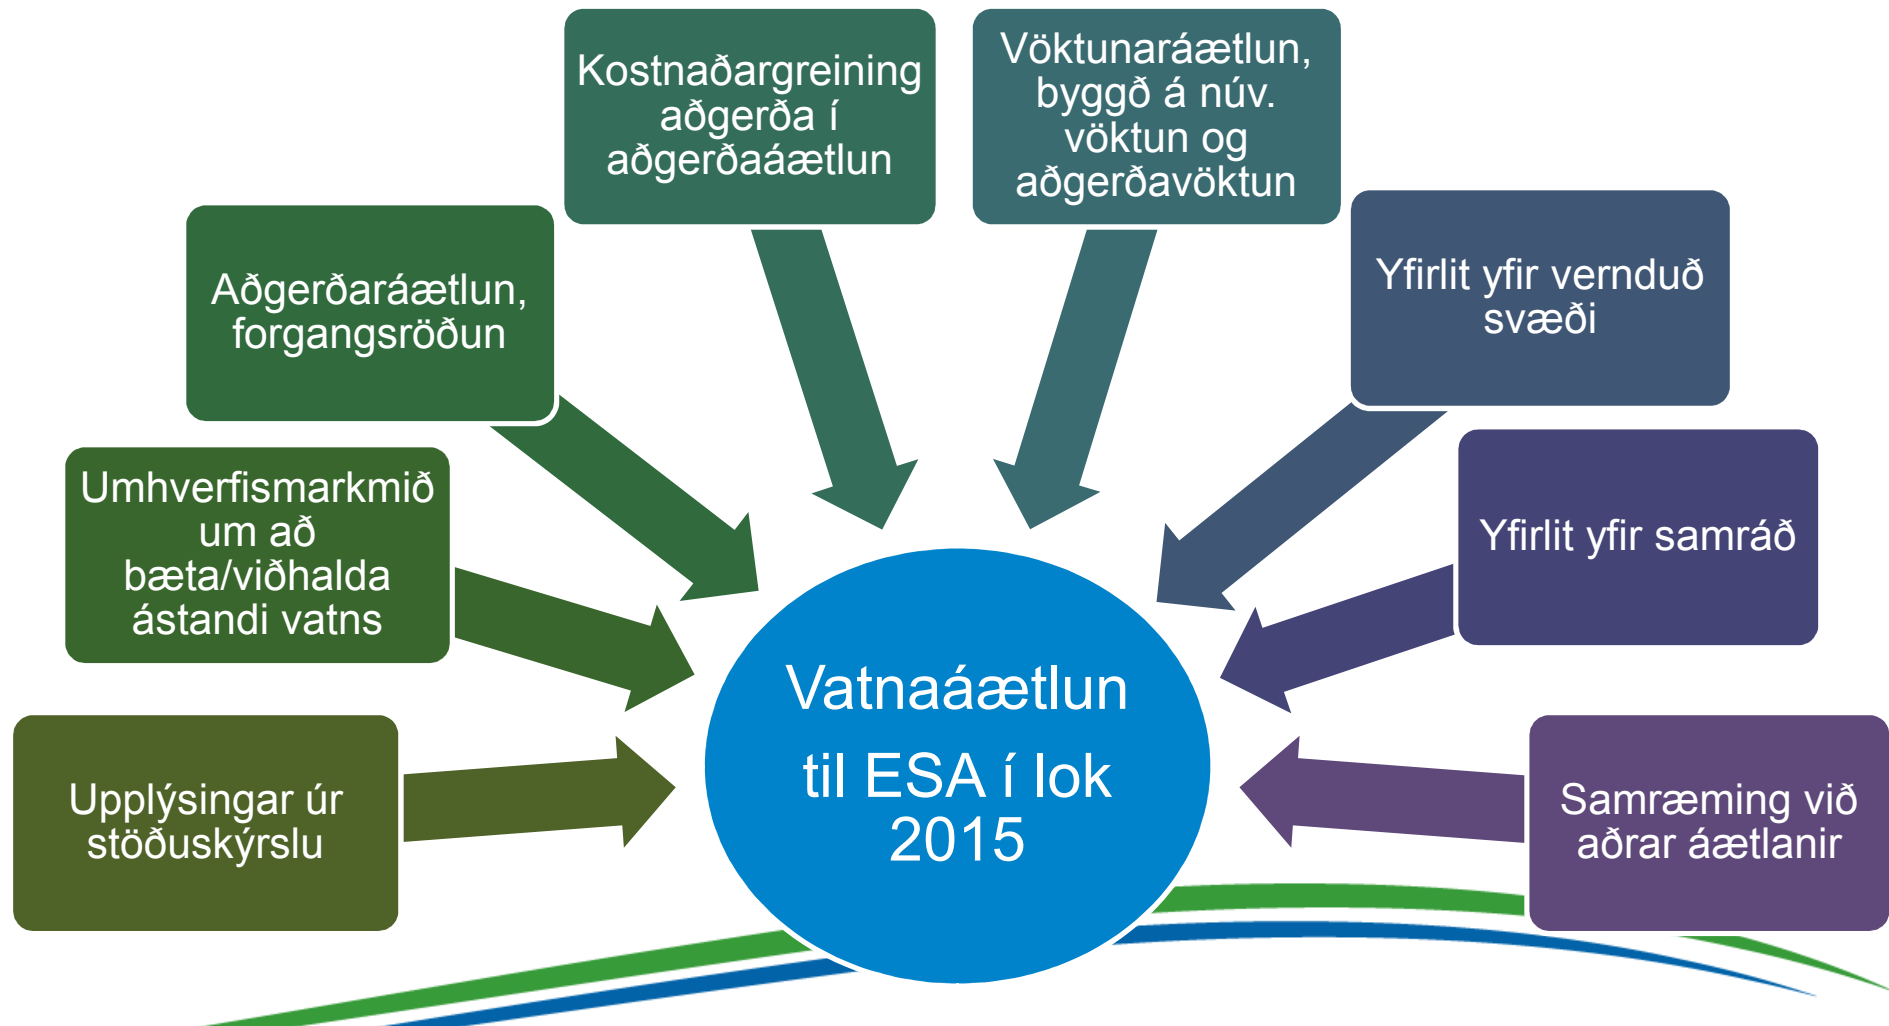 Kostnaðargreining
aðgerða í
aðgerðaáætlun
Vöktunaráætlun,
byggð á núv.
vöktun og
aðgerðavöktun
Aðgerðaráætlun,
forgangsröðun
Yfirlit yfir vernduð
svæði
Umhverfismarkmið
um að
bæta/viðhalda
ástandi vatns
Yfirlit yfir samráð
Upplýsingar úr
stöðuskýrslu
Vatnaáætlun
til ESA í lok
2015
Samræming við
aðrar áætlanir